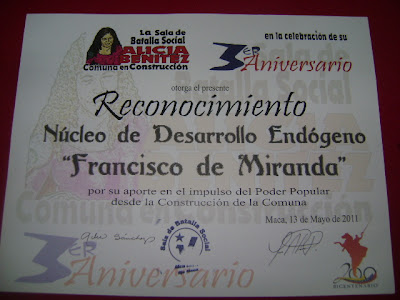 La Sala de
Batalla Social
ALICIA
BENITEZ
Comuna en Construcción
en la celebración de su
3ER Aniversario
otorga el presente
Reconocimiento
Núcleo de Desarrollo Endógeno
"Francisco de Miranda"
por su aporte en el impulso del Poder Popular
desde la Construcción de la Comuna
Maca, 13 de Mayo de 2011
Sala de Batalla Social
3ER Aniversario
200
BICENTENARIO